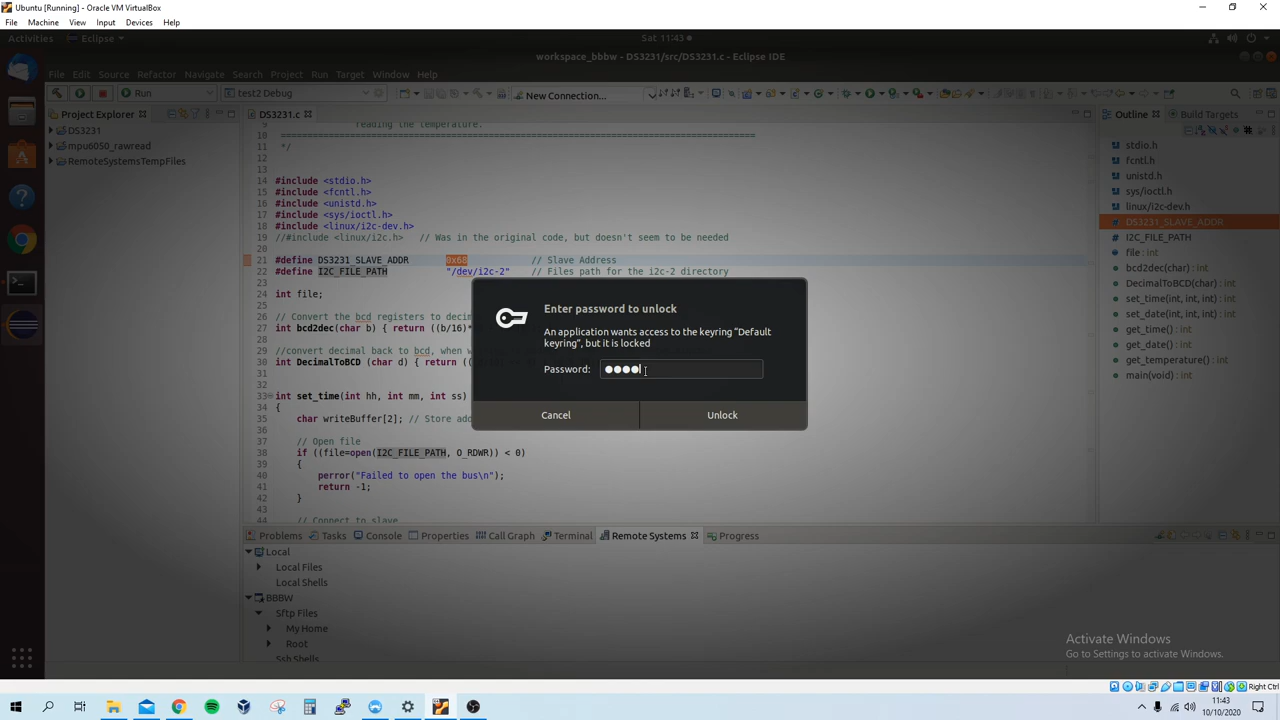 Ubuntu [Running] - Oracle VM VirtualBox
File Machine View Input Devices Help
Activities Eclipse Sat 11:43
workspace_bbbw - DS3231/src/DS3231.c - Eclipse IDE
File Edit Source Refactor Navigate Search Project Run Target Window Help
Run test2 Debug New Connection...
Project Explorer
DS3231
mpu6050_rawread
RemoteSystemsTempFiles
DS3231.c
9 reading the temperature.
10 ===========================================================================
11 */
12
13
14 #include <stdio.h>
15 #include <fcntl.h>
16 #include <unistd.h>
17 #include <sys/ioctl.h>
18 #include <linux/i2c-dev.h>
19 //#include <linux/i2c.h> // Was in the original code, but doesn't seem to be needed
20
21 #define DS3231_SLAVE_ADDR 0x68 // Slave Address
22 #define I2C_FILE_PATH "/dev/i2c-2" // Files path for the i2c-2 directory
23
24 int file;
25
26 // Convert the bcd registers to deci
27 int bcd2dec(char b) { return ((b/16)*
28
29 //convert decimal back to bcd, when w
30 int DecimalToBCD (char d) { return ((
31
32
33 int set_time(int hh, int mm, int ss)
34 {
35 char writeBuffer[2]; // Store add
36
37 // Open file
38 if ((file=open(I2C_FILE_PATH, O_RDWR)) < 0)
39 {
40 perror("Failed to open the bus\n");
41 return -1;
42 }
43
44 // Connect to slave
Enter password to unlock
An application wants access to the keyring “Default
keyring”, but it is locked
Password: ●●●●
Cancel Unlock
Outline Build Targets
stdio.h
fcntl.h
unistd.h
sys/ioctl.h
linux/i2c-dev.h
DS3231_SLAVE_ADDR
I2C_FILE_PATH
file : int
bcd2dec(char) : int
DecimalToBCD(char) : int
set_time(int, int, int) : int
set_date(int, int, int) : int
get_time() : int
get_date() : int
get_temperature() : int
main(void) : int
Problems Tasks Console Properties Call Graph Terminal Remote Systems Progress
Local
Local Files
Local Shells
BBBW
Sftp Files
My Home
Root
Ssh Shells
Activate Windows
Go to Settings to activate Windows.
Right Ctrl
11:43
10/10/2020